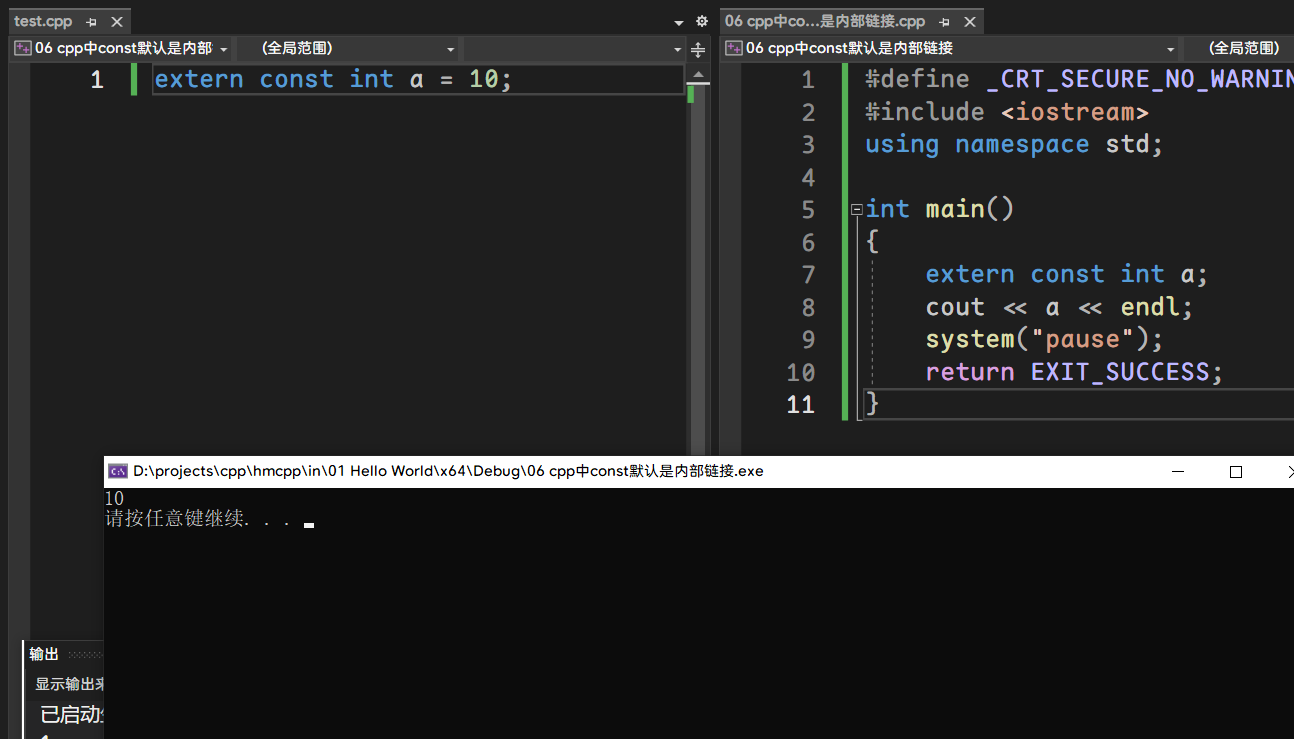 test.cpp
06 cpp中const默认是内部
(全局范围)
1
extern const int a = 10;
06 cpp中co...是内部链接.cpp
06 cpp中const默认是内部链接
(全局范围)
1 #define _CRT_SECURE_NO_WARNIN
2 #include <iostream>
3 using namespace std;
4
5 int main()
6 {
7 extern const int a;
8 cout << a << endl;
9 system("pause");
10 return EXIT_SUCCESS;
11 }
D:\projects\cpp\hmcpp\in\01 Hello World\x64\Debug\06 cpp中const默认是内部链接.exe
10
请按任意键继续. . .
输出
显示输出来
已启动